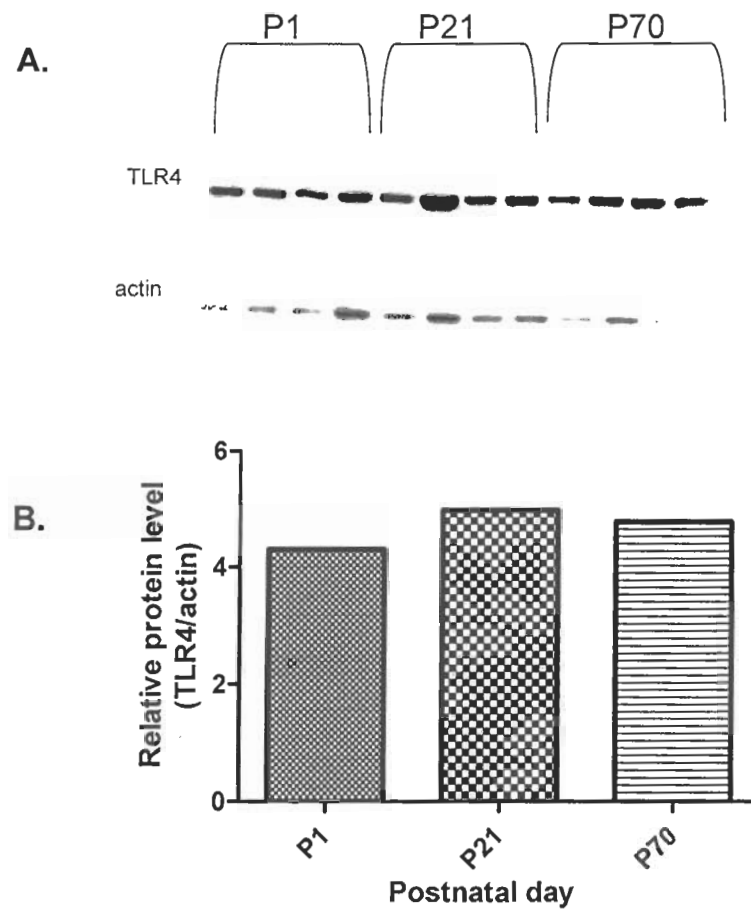 P1 P21 P70
A.
TLR4
actin
B.
Relative protein level
(TLR4/actin)
6
4
2
0
P1 P21 P70
Postnatal day